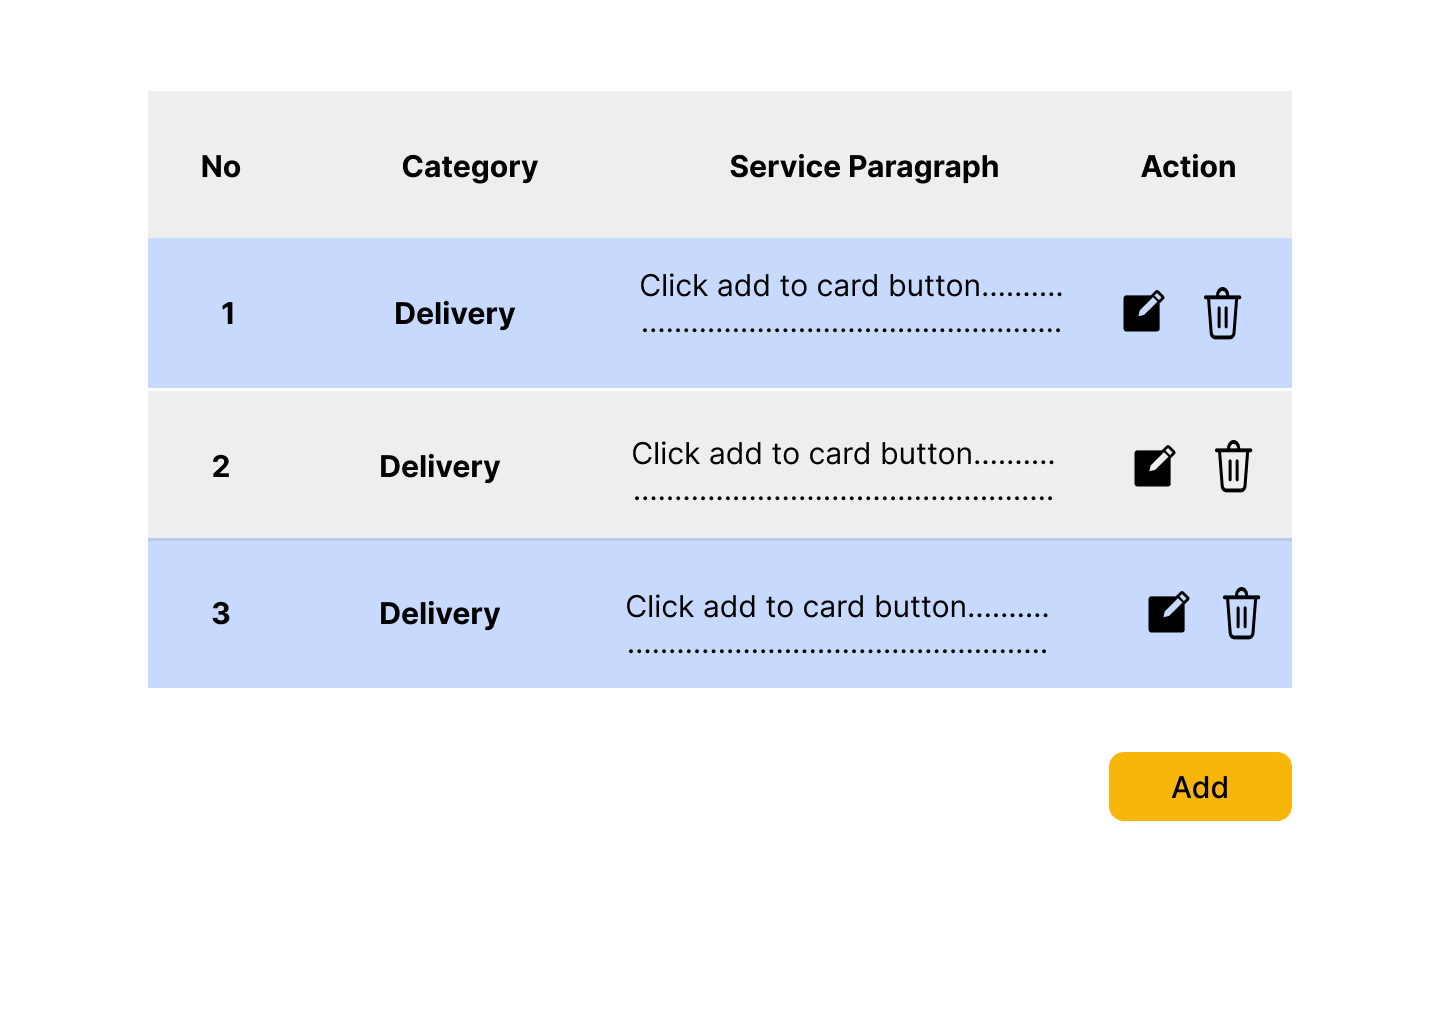 No Category Service Paragraph Action
1 Delivery Click add to card button..........
...................................................
2 Delivery Click add to card button..........
...................................................
3 Delivery Click add to card button..........
...................................................
Add